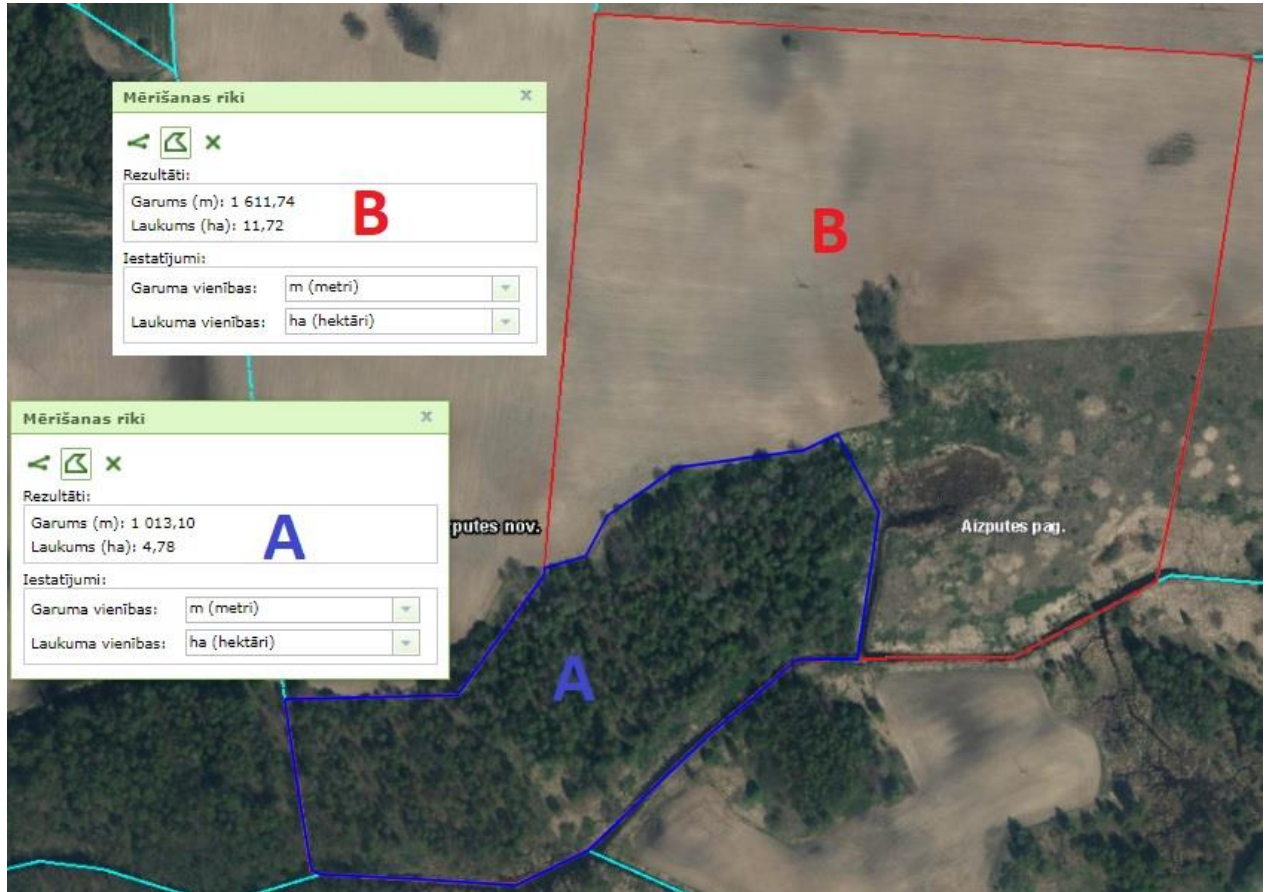 Mērīšanas rīki
Rezultāti:
Garums (m): 1 611,74
Laukums (ha): 11,72
B
Iestatījumi:
Garuma vienības: m (metri)
Laukuma vienības: ha (hektāri)
B
Mērīšanas rīki
Rezultāti:
Garums (m): 1 013,10
Laukums (ha): 4,78
A
Iestatījumi:
Garuma vienības: m (metri)
Laukuma vienības: ha (hektāri)
putes nov.
Aizputes pag.
A